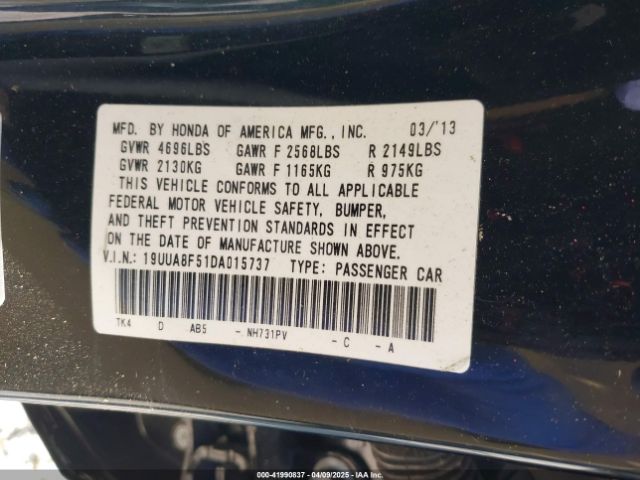 MFD. BY HONDA OF AMERICA MFG., INC. 03/'13
GVWR 4696LBS GAWR F 2568LBS R 2149LBS
GVWR 2130KG GAWR F 1165KG R 975KG
THIS VEHICLE CONFORMS TO ALL APPLICABLE
FEDERAL MOTOR VEHICLE SAFETY, BUMPER,
AND THEFT PREVENTION STANDARDS IN EFFECT
ON THE DATE OF MANUFACTURE SHOWN ABOVE.
V.I.N.: 19UUA8F51DA015737 TYPE: PASSENGER CAR
TK4 D AB5 - NH731PV - C - A
000-41990837 04/09/2025 - IAA Inc.